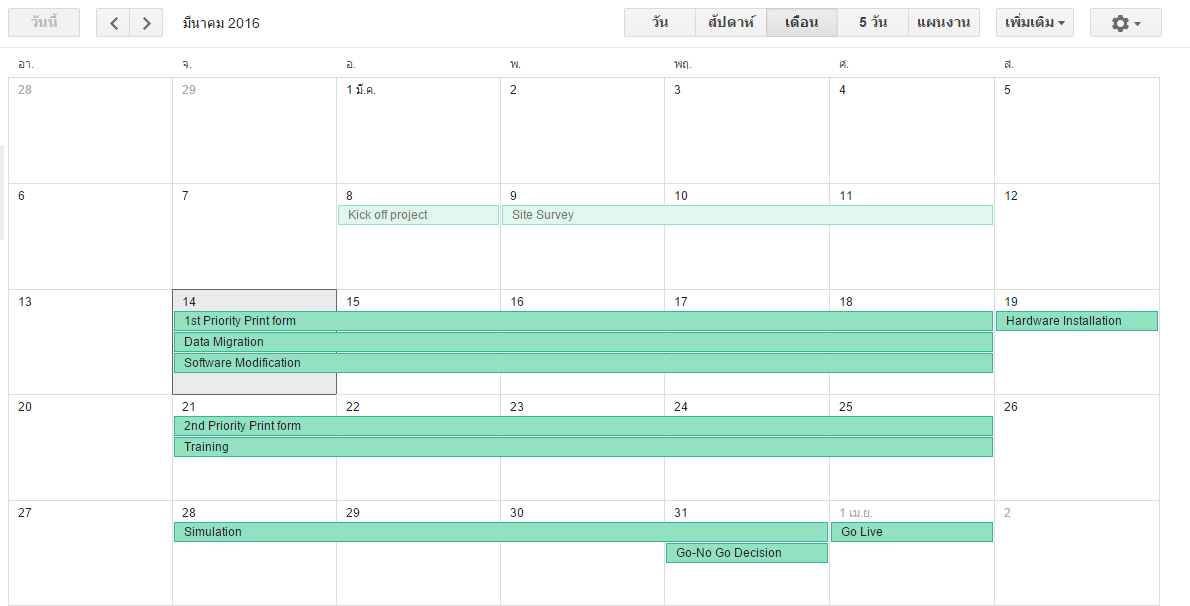 วันนี้ มีนาคม 2016 วัน สัปดาห์ เดือน 5 วัน แผนงาน เพิ่มเติม
อา. จ. อ. พ. พฤ. ศ. ส.
28 29 1 มี.ค. 2 3 4 5
6 7 8 9 10 11 12
Kick off project Site Survey
13 14 15 16 17 18 19
1st Priority Print form Hardware Installation
Data Migration
Software Modification
20 21 22 23 24 25 26
2nd Priority Print form
Training
27 28 29 30 31 1 เม.ย. 2
Simulation Go Live
Go-No Go Decision